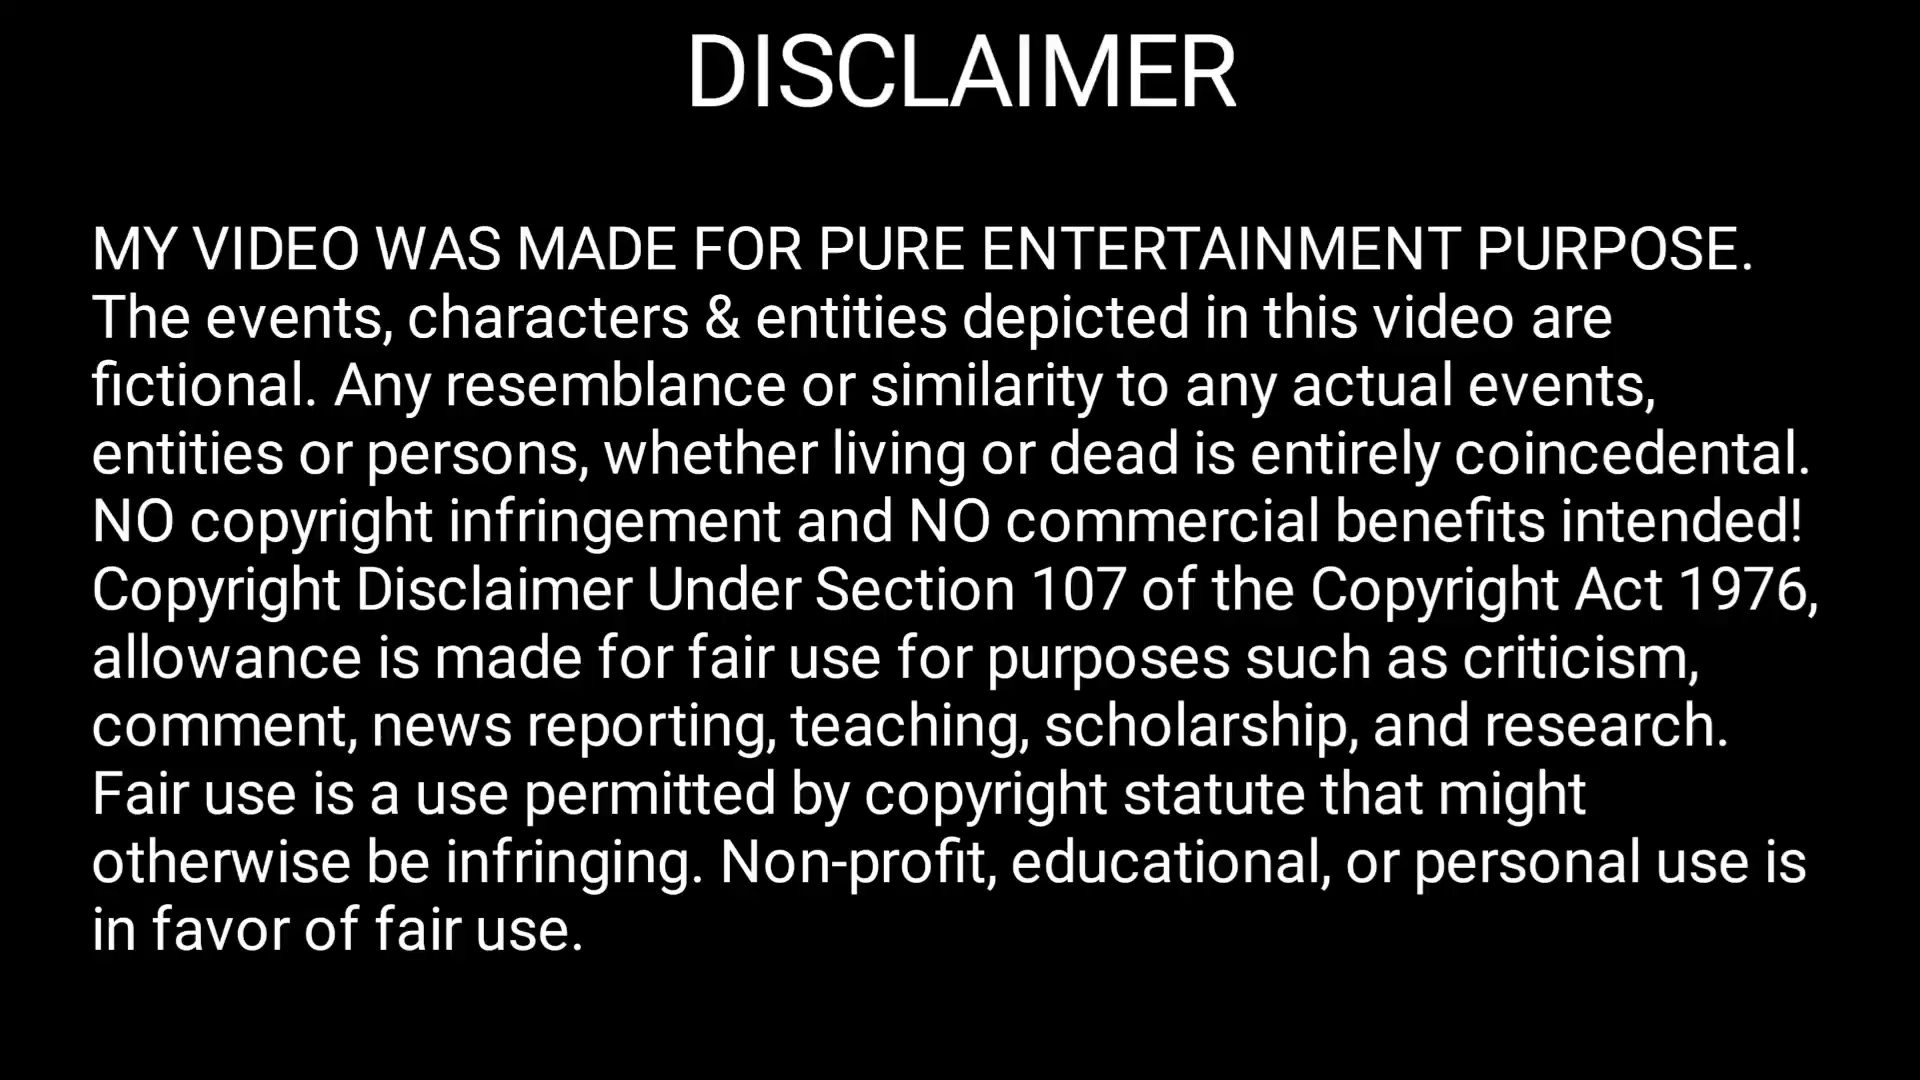 DISCLAIMER
MY VIDEO WAS MADE FOR PURE ENTERTAINMENT PURPOSE.
The events, characters & entities depicted in this video are
fictional. Any resemblance or similarity to any actual events,
entities or persons, whether living or dead is entirely coincedental.
NO copyright infringement and NO commercial benefits intended!
Copyright Disclaimer Under Section 107 of the Copyright Act 1976,
allowance is made for fair use for purposes such as criticism,
comment, news reporting, teaching, scholarship, and research.
Fair use is a use permitted by copyright statute that might
otherwise be infringing. Non-profit, educational, or personal use is
in favor of fair use.